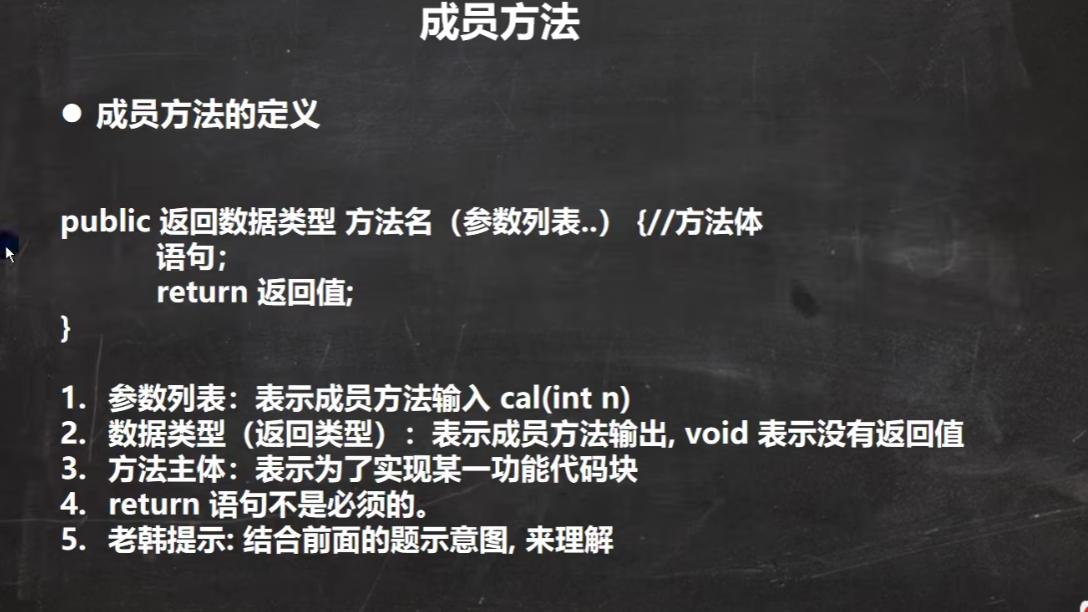 成员方法
● 成员方法的定义
public 返回数据类型 方法名（参数列表..） {//方法体
语句；
return 返回值;
}
1. 参数列表：表示成员方法输入 cal(int n)
2. 数据类型（返回类型）：表示成员方法输出, void 表示没有返回值
3. 方法主体：表示为了实现某一功能代码块
4. return 语句不是必须的。
5. 老韩提示: 结合前面的题示意图, 来理解